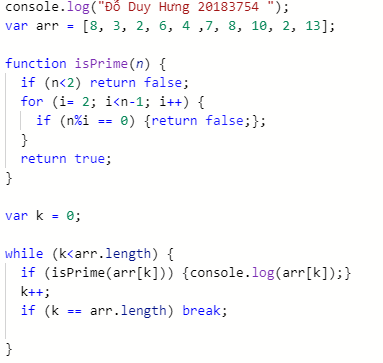 console.log("Đỗ Duy Hưng 20183754 ");
var arr = [8, 3, 2, 6, 4 ,7, 8, 10, 2, 13];
function isPrime(n) {
if (n<2) return false;
for (i= 2; i<n-1; i++) {
if (n%i == 0) {return false;};
}
return true;
}
var k = 0;
while (k<arr.length) {
if (isPrime(arr[k])) {console.log(arr[k]);}
k++;
if (k == arr.length) break;
}